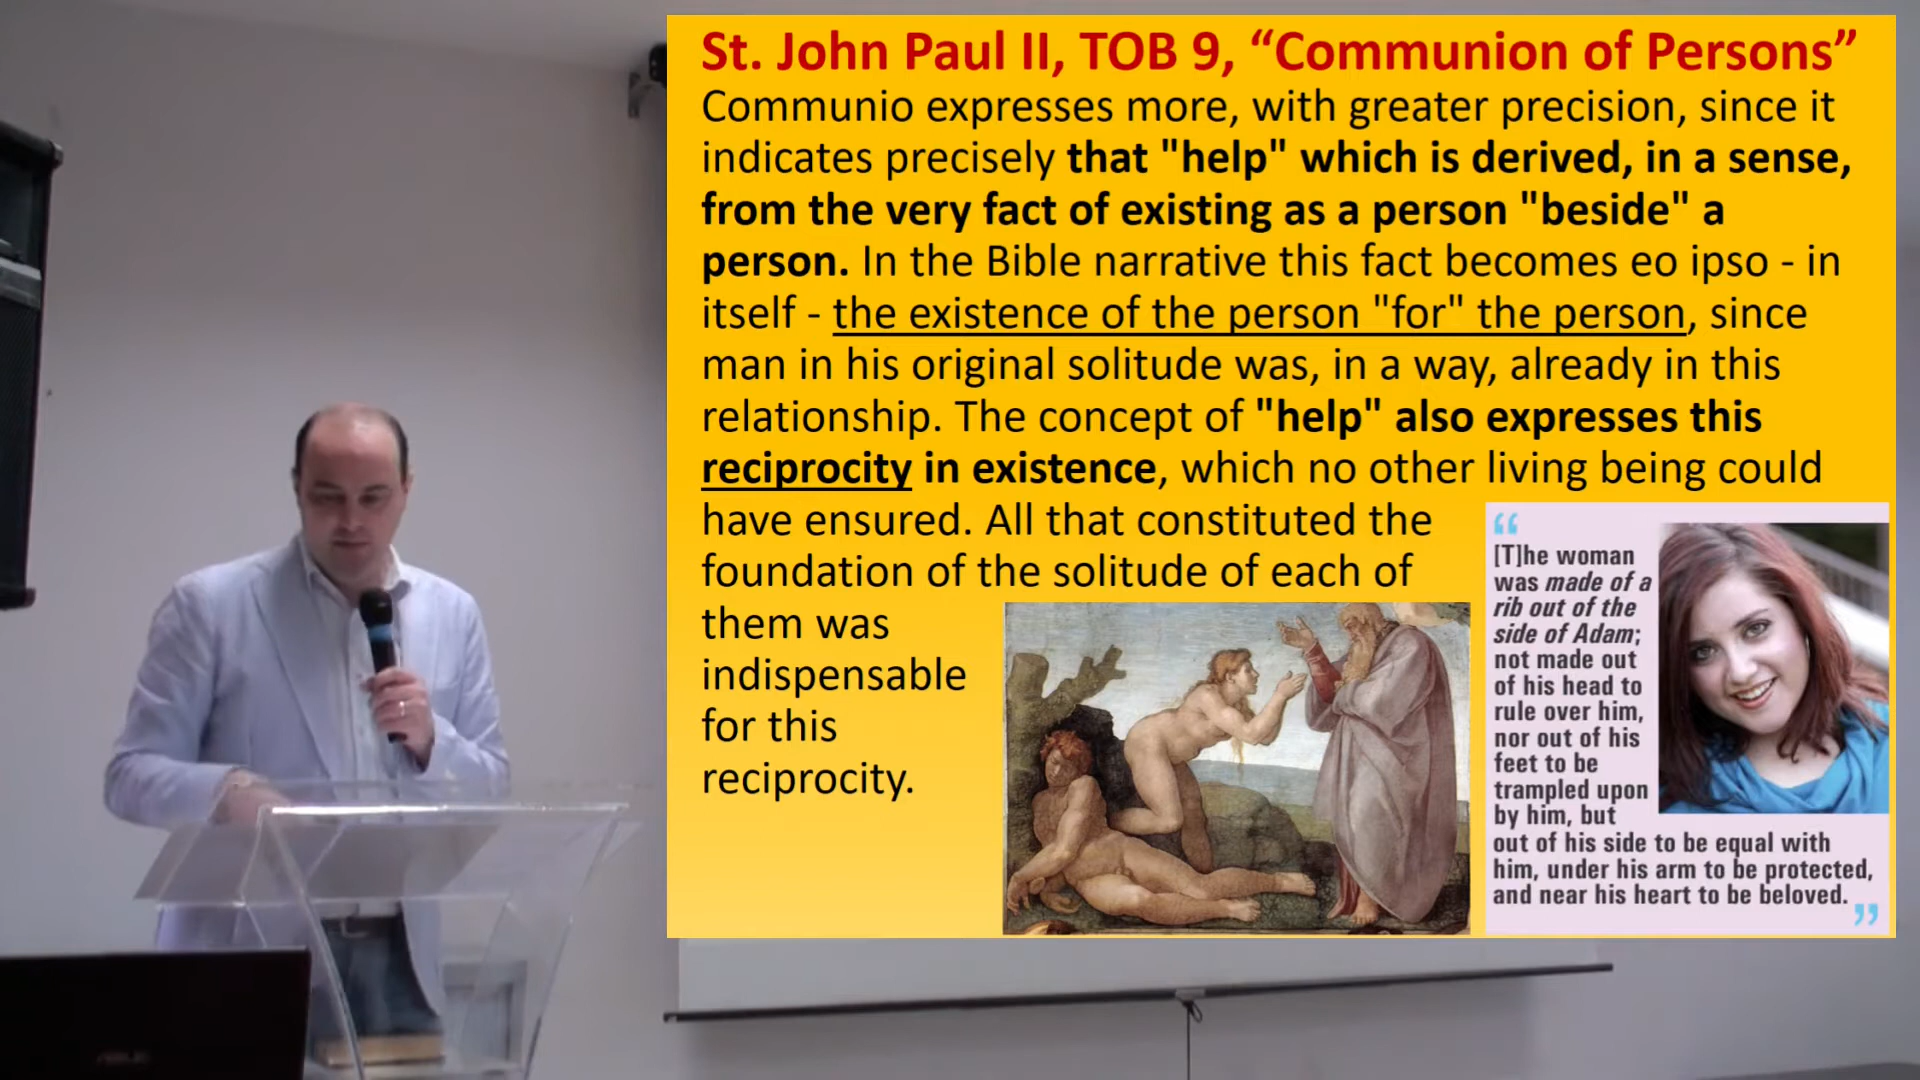 St. John Paul II, TOB 9, “Communion of Persons”
Communio expresses more, with greater precision, since it
indicates precisely that "help" which is derived, in a sense,
from the very fact of existing as a person "beside" a
person. In the Bible narrative this fact becomes eo ipso - in
itself - the existence of the person "for" the person, since
man in his original solitude was, in a way, already in this
relationship. The concept of "help" also expresses this
reciprocity in existence, which no other living being could
have ensured. All that constituted the
foundation of the solitude of each of
them was
indispensable
for this
reciprocity.
“
[T]he woman
was made of a
rib out of the
side of Adam;
not made out
of his head to
rule over him,
nor out of his
feet to be
trampled upon
by him, but
out of his side to be equal with
him, under his arm to be protected,
and near his heart to be beloved.
”
ASUS